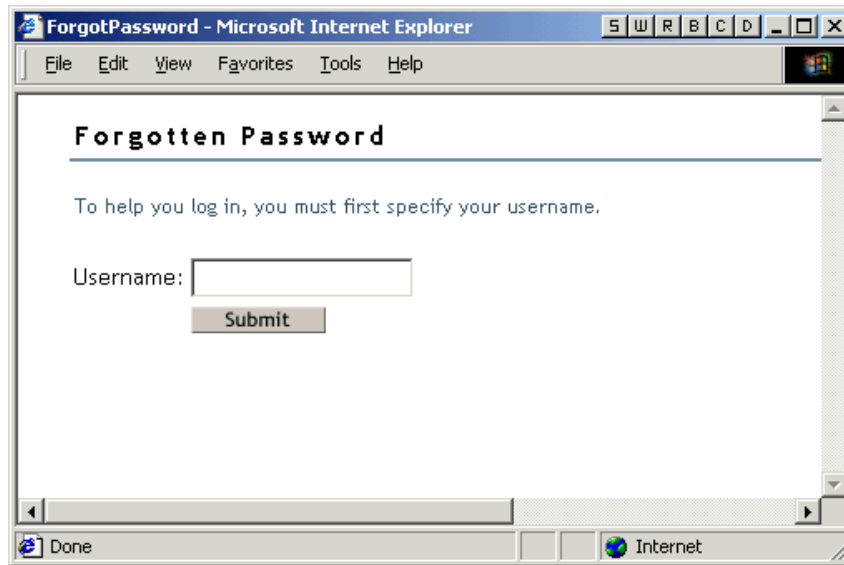 ForgotPassword - Microsoft Internet Explorer S W R B C D
File Edit View Favorites Tools Help
Forgotten Password
To help you log in, you must first specify your username.
Username:
Submit
Done Internet